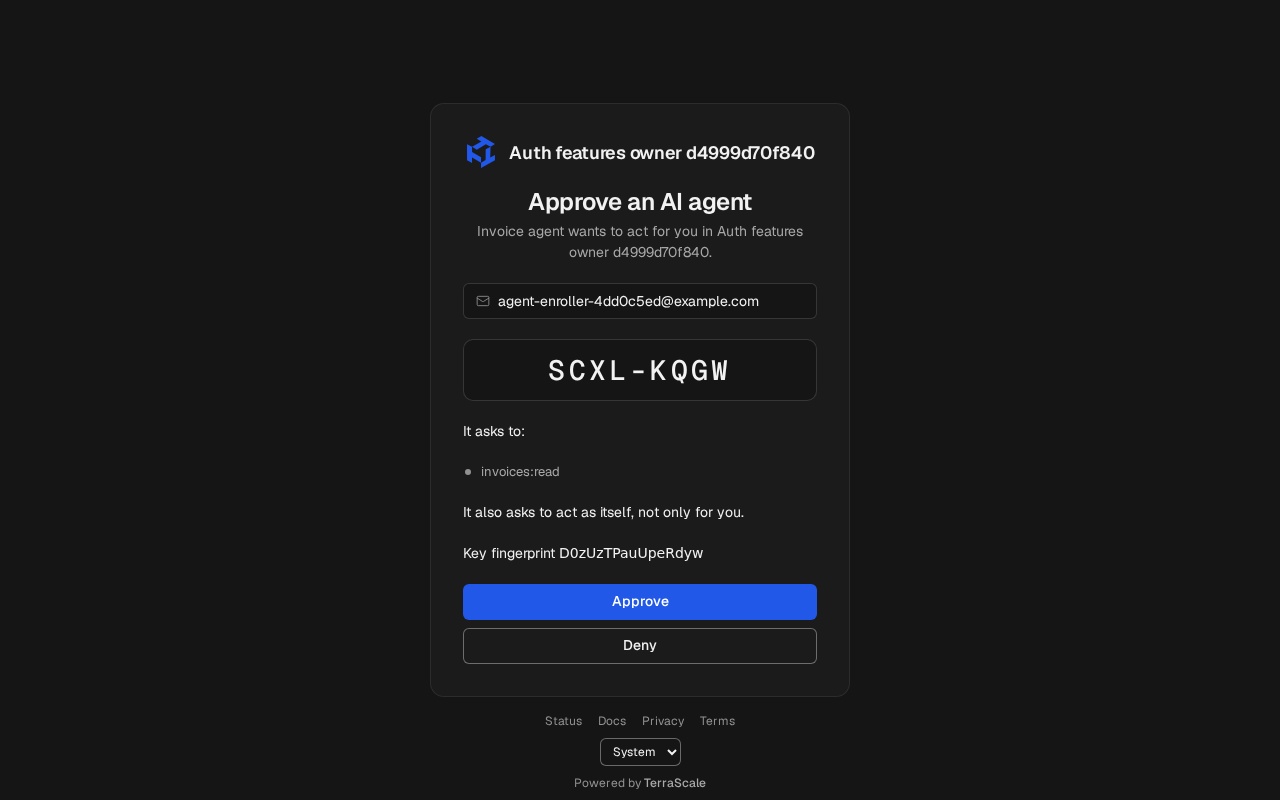 Auth features owner d4999d70f840
Approve an AI agent
Invoice agent wants to act for you in Auth features
owner d4999d70f840.
agent-enroller-4dd0c5ed@example.com
SCXL-KQGW
It asks to:
invoices:read
It also asks to act as itself, not only for you.
Key fingerprint D0zUzTPauUpeRdyw
Approve
Deny
Status Docs Privacy Terms
System
Powered by TerraScale